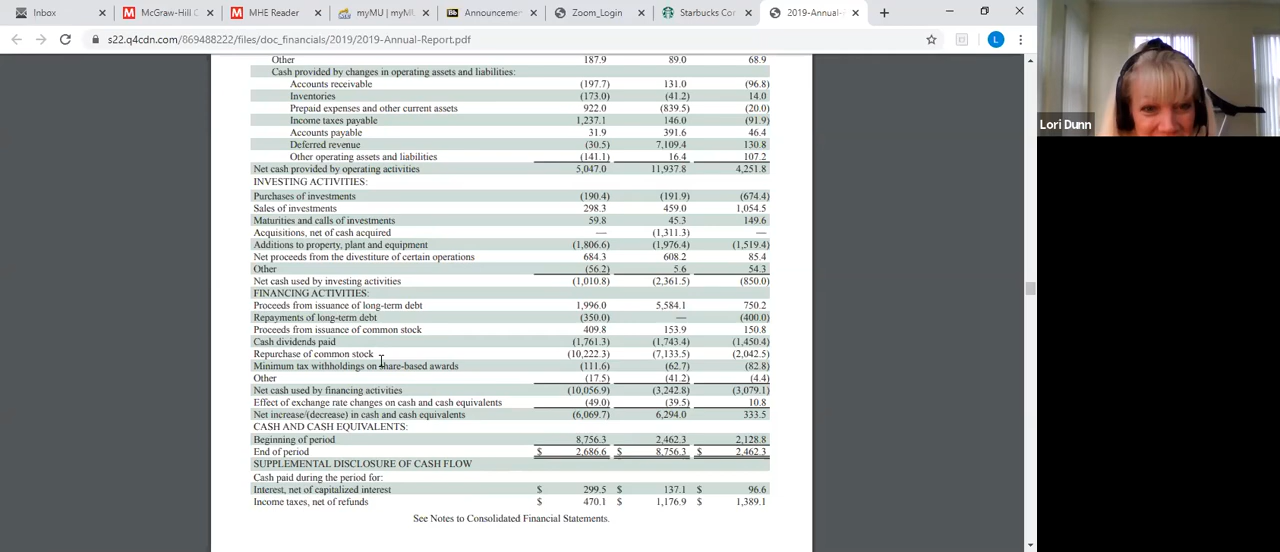 Inbox
McGraw-Hill C
MHE Reader
myMU | myML
Announcemen
Zoom_Login
Starbucks Cor
2019-Annual-
s22.q4cdn.com/869488222/files/doc_financials/2019/2019-Annual-Report.pdf
L
Lori Dunn
Other 187.9 89.0 68.9
Cash provided by changes in operating assets and liabilities:
Accounts receivable (197.7) 131.0 (96.8)
Inventories (173.0) (41.2) 14.0
Prepaid expenses and other current assets 922.0 (839.5) (20.0)
Income taxes payable 1,237.1 146.0 (91.9)
Accounts payable 31.9 391.6 46.4
Deferred revenue (30.5) 7,109.4 130.8
Other operating assets and liabilities (141.1) 16.4 107.2
Net cash provided by operating activities 5,047.0 11,937.8 4,251.8
INVESTING ACTIVITIES:
Purchases of investments (190.4) (191.9) (674.4)
Sales of investments 298.3 459.0 1,054.5
Maturities and calls of investments 59.8 45.3 149.6
Acquisitions, net of cash acquired — (1,311.3) —
Additions to property, plant and equipment (1,806.6) (1,976.4) (1,519.4)
Net proceeds from the divestiture of certain operations 684.3 608.2 85.4
Other (56.2) 5.6 54.3
Net cash used by investing activities (1,010.8) (2,361.5) (850.0)
FINANCING ACTIVITIES:
Proceeds from issuance of long-term debt 1,996.0 5,584.1 750.2
Repayments of long-term debt (350.0) — (400.0)
Proceeds from issuance of common stock 409.8 153.9 150.8
Cash dividends paid (1,761.3) (1,743.4) (1,450.4)
Repurchase of common stock (10,222.3) (7,133.5) (2,042.5)
Minimum tax withholdings on share-based awards (111.6) (62.7) (82.8)
Other (17.5) (41.2) (4.4)
Net cash used by financing activities (10,056.9) (3,242.8) (3,079.1)
Effect of exchange rate changes on cash and cash equivalents (49.0) (39.5) 10.8
Net increase/(decrease) in cash and cash equivalents (6,069.7) 6,294.0 333.5
CASH AND CASH EQUIVALENTS:
Beginning of period 8,756.3 2,462.3 2,128.8
End of period $ 2,686.6 $ 8,756.3 $ 2,462.3
SUPPLEMENTAL DISCLOSURE OF CASH FLOW
Cash paid during the period for:
Interest, net of capitalized interest $ 299.5 $ 137.1 $ 96.6
Income taxes, net of refunds $ 470.1 $ 1,176.9 $ 1,389.1
See Notes to Consolidated Financial Statements.